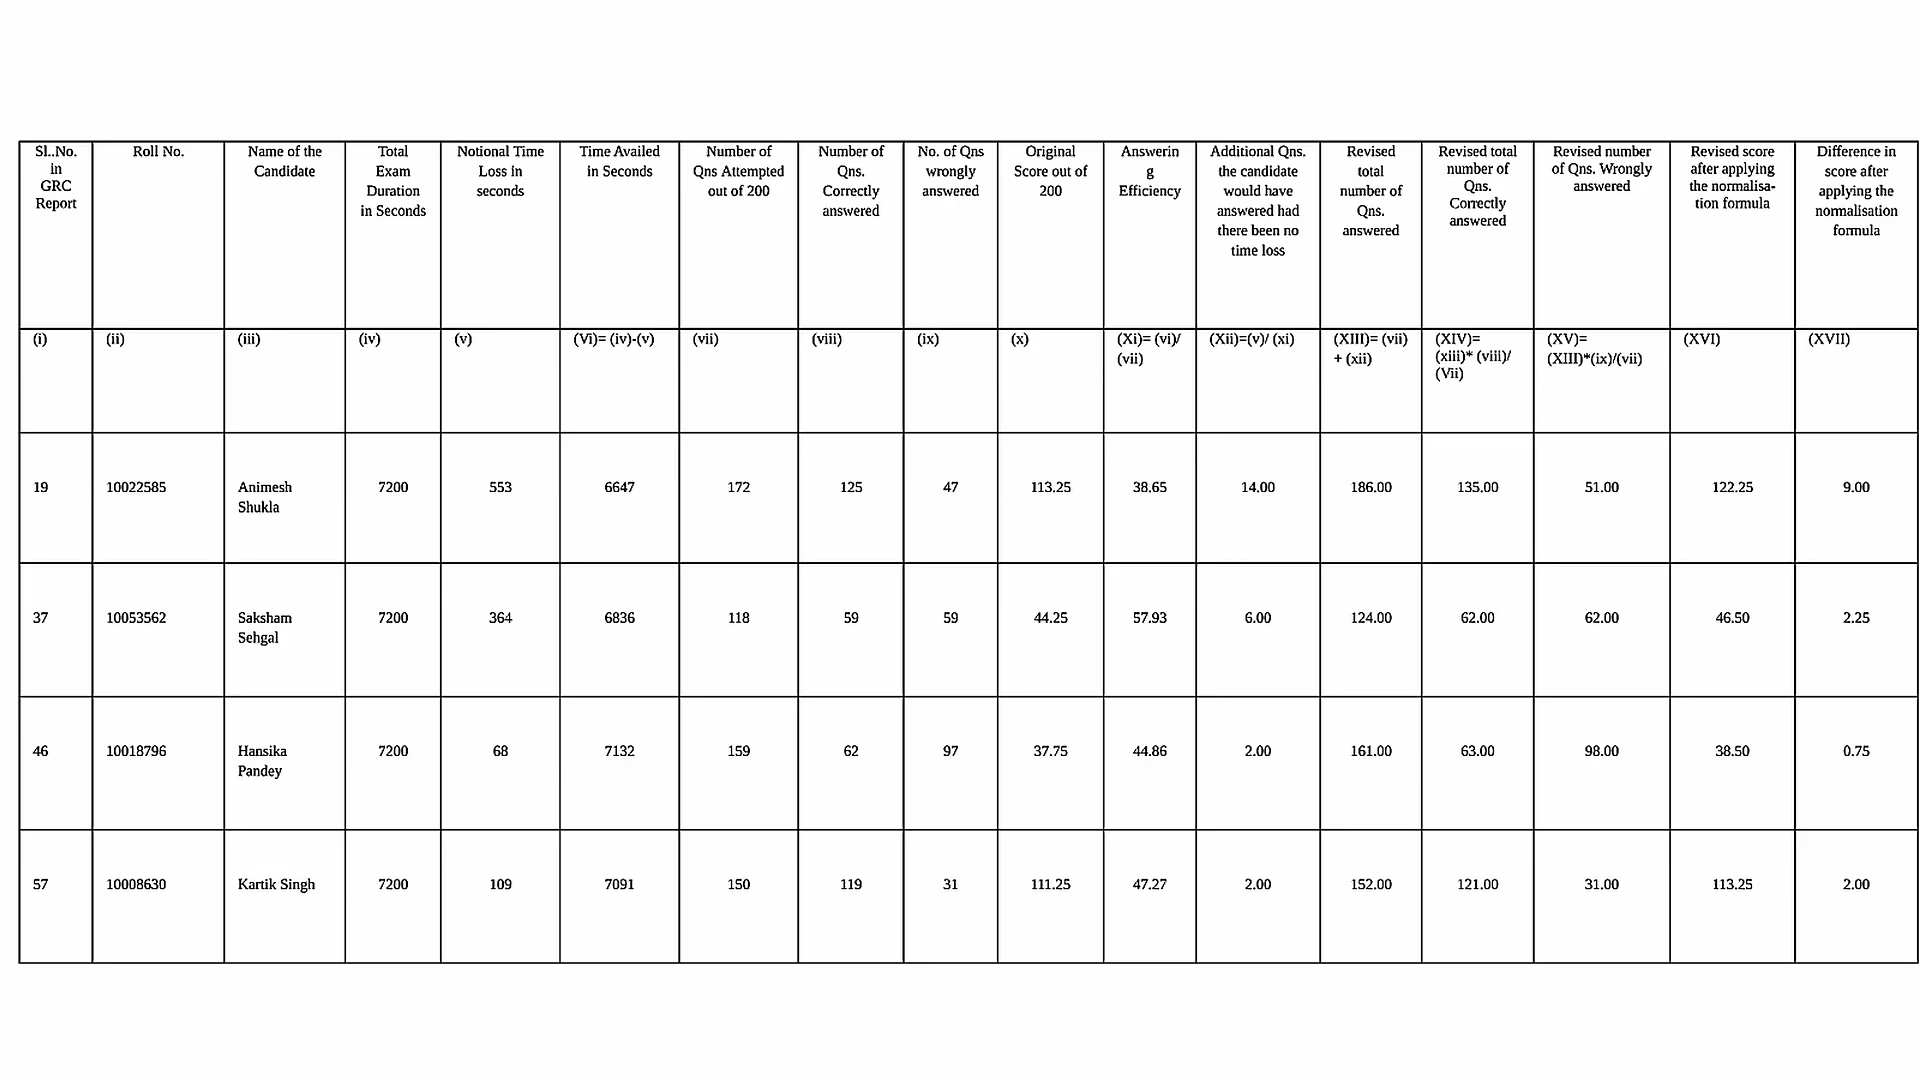 Sl..No. in GRC Report
Roll No.
Name of the Candidate
Total Exam Duration in Seconds
Notional Time Loss in seconds
Time Availed in Seconds
Number of Qns Attempted out of 200
Number of Qns. Correctly answered
No. of Qns wrongly answered
Original Score out of 200
Answerin g Efficiency
Additional Qns. the candidate would have answered had there been no time loss
Revised total number of Qns. answered
Revised total number of Qns. Correctly answered
Revised number of Qns. Wrongly answered
Revised score after applying the normalisa- tion formula
Difference in score after applying the normalisation formula
(i) (ii) (iii) (iv) (v) (Vi)= (iv)-(v) (vii) (viii) (ix) (x) (Xi)= (vi)/ (vii) (Xii)=(v)/ (xi) (XIII)= (vii) + (xii) (XIV)= (xiii)* (viii)/ (Vii) (XV)= (XIII)*(ix)/(vii) (XVI) (XVII)
19 10022585 Animesh Shukla 7200 553 6647 172 125 47 113.25 38.65 14.00 186.00 135.00 51.00 122.25 9.00
37 10053562 Saksham Sehgal 7200 364 6836 118 59 59 44.25 57.93 6.00 124.00 62.00 62.00 46.50 2.25
46 10018796 Hansika Pandey 7200 68 7132 159 62 97 37.75 44.86 2.00 161.00 63.00 98.00 38.50 0.75
57 10008630 Kartik Singh 7200 109 7091 150 119 31 111.25 47.27 2.00 152.00 121.00 31.00 113.25 2.00